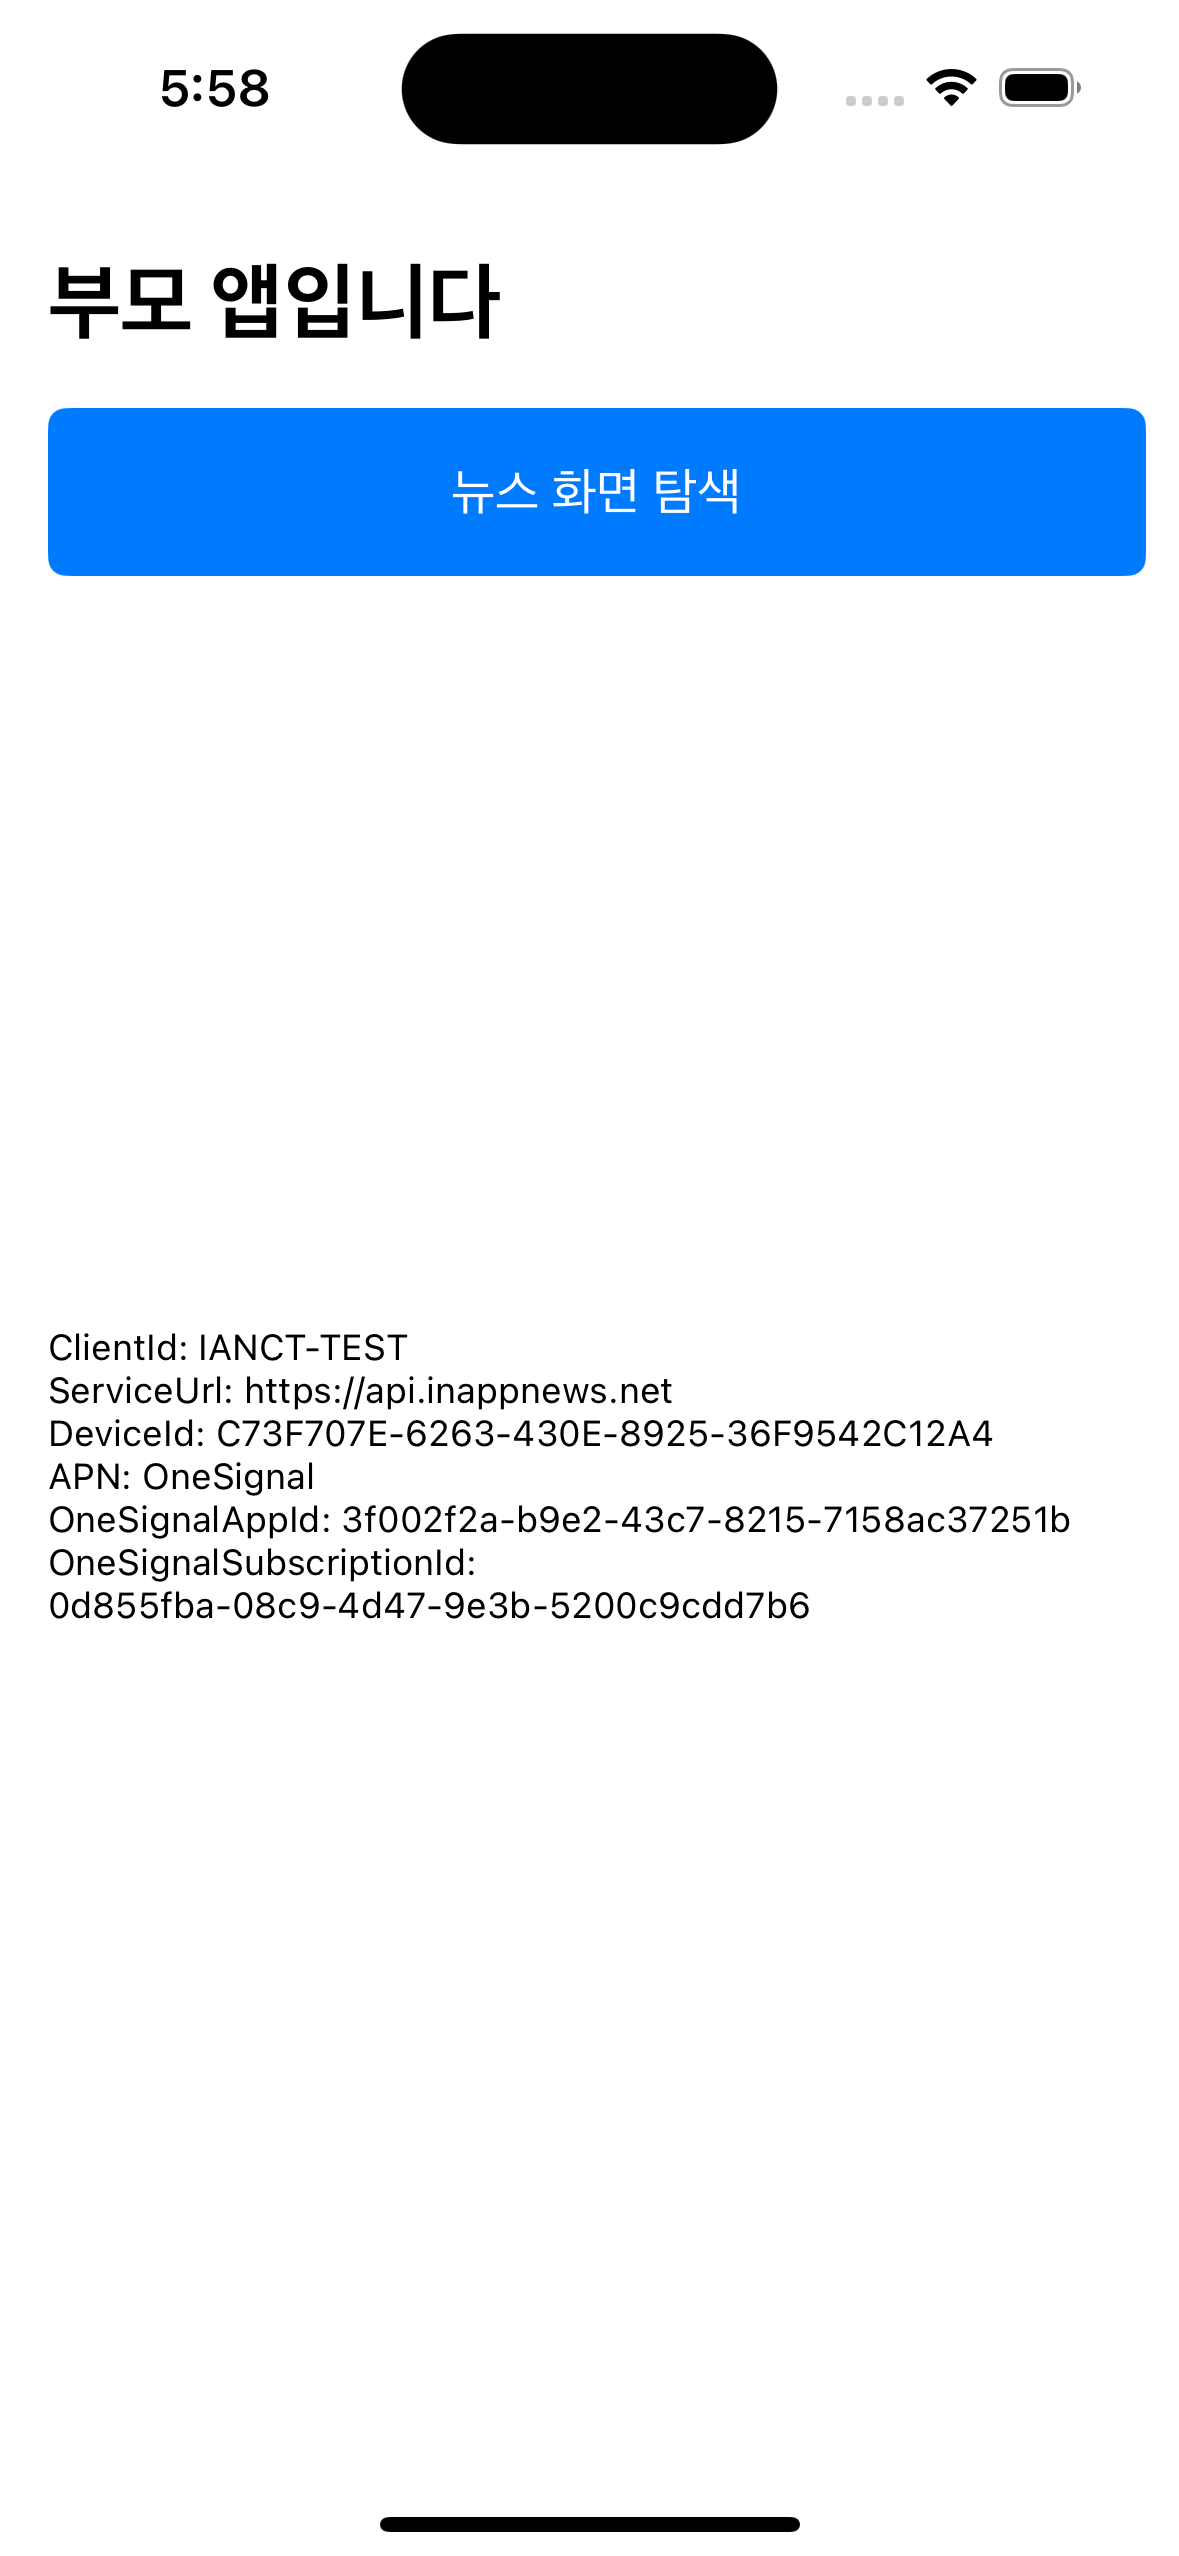 5:58
부모 앱입니다
뉴스 화면 탐색
ClientId: IANCT-TEST
ServiceUrl: https://api.inappnews.net
DeviceId: C73F707E-6263-430E-8925-36F9542C12A4
APN: OneSignal
OneSignalAppId: 3f002f2a-b9e2-43c7-8215-7158ac37251b
OneSignalSubscriptionId:
0d855fba-08c9-4d47-9e3b-5200c9cdd7b6